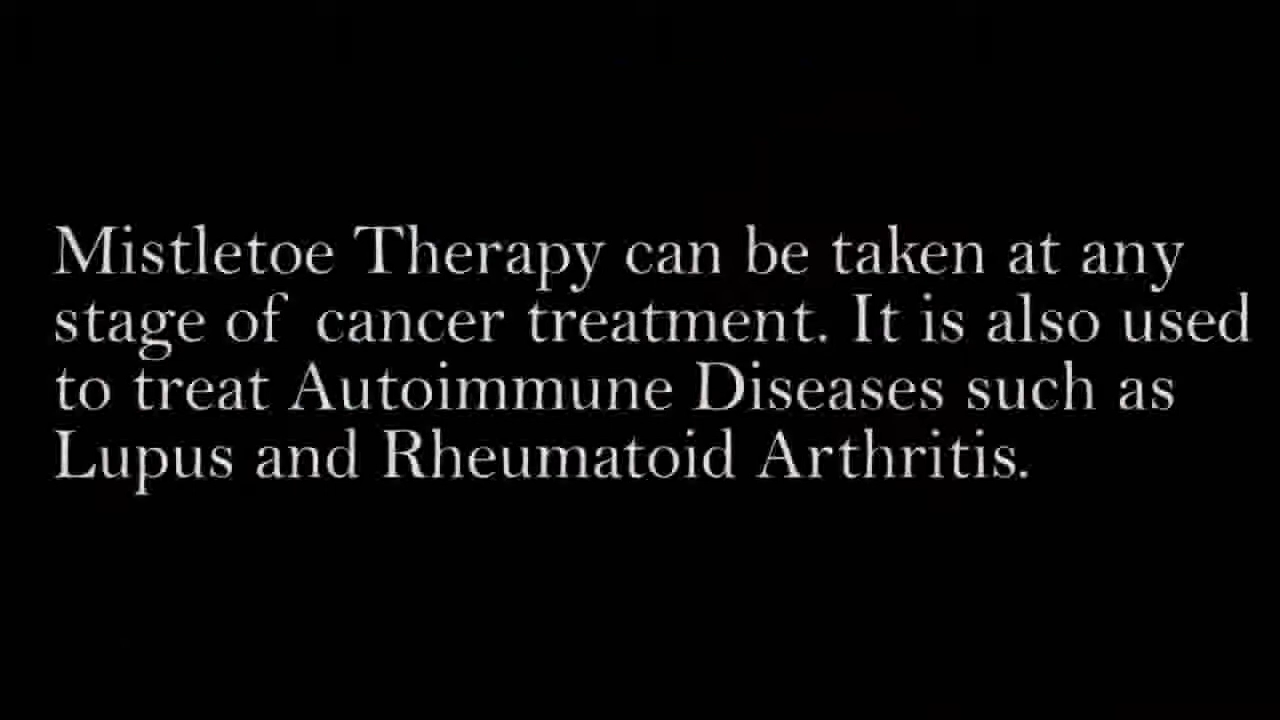 Mistletoe Therapy can be taken at any
stage of cancer treatment. It is also used
to treat Autoimmune Diseases such as
Lupus and Rheumatoid Arthritis.